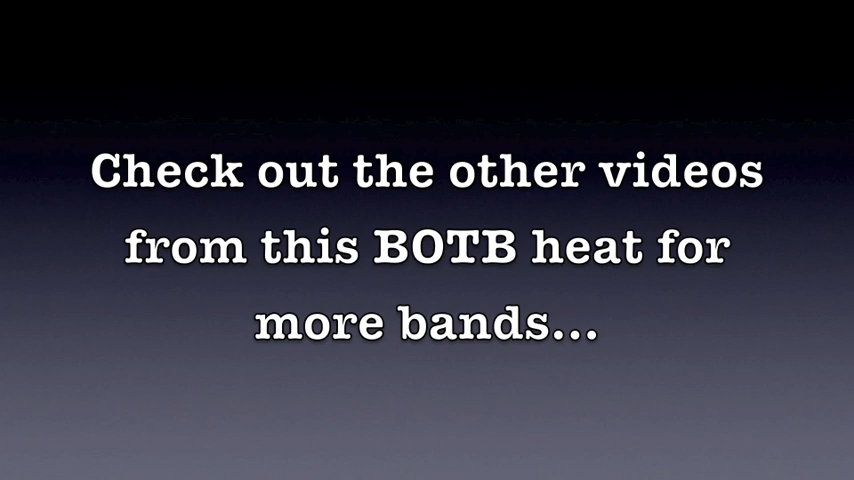 Check out the other videos
from this BOTB heat for
more bands...